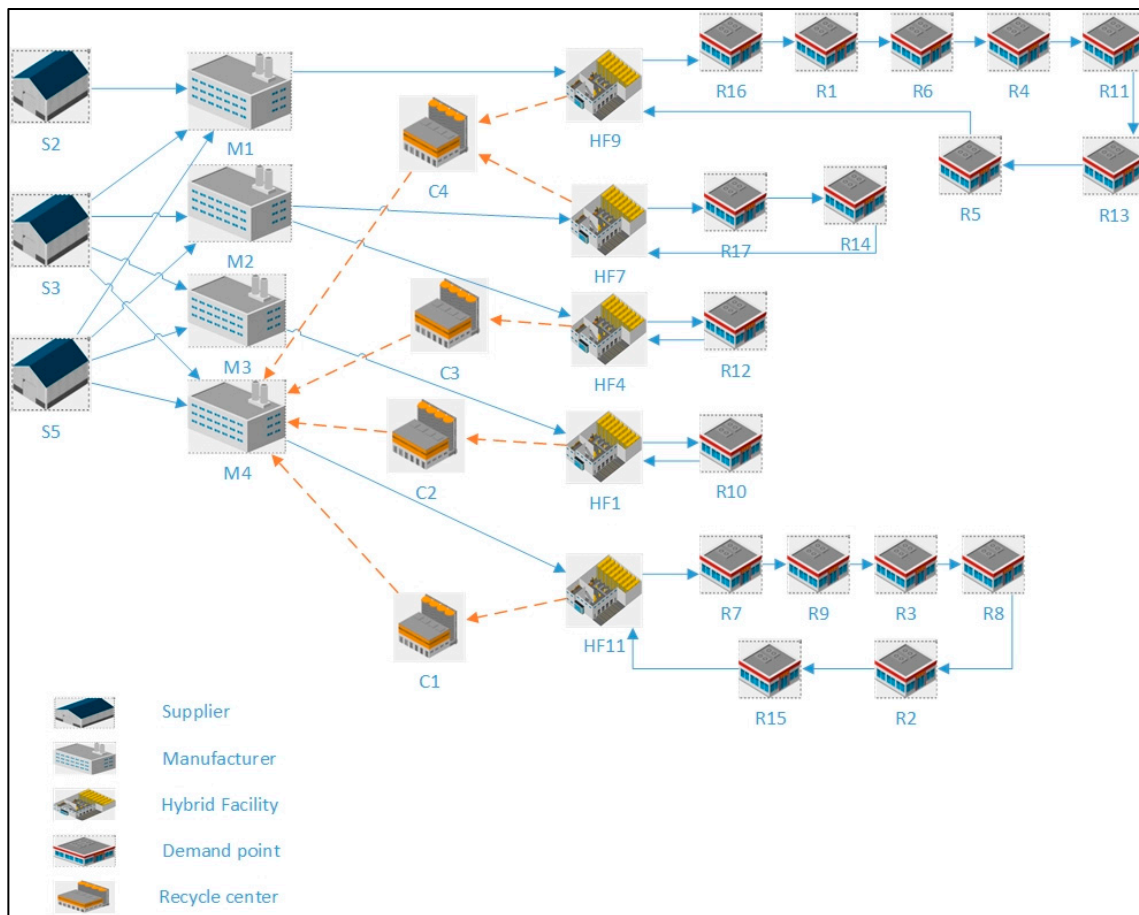 R16
R1
R6
R4
R11
S2
M1
HF9
C4
R5
R13
S3
M2
R17
R14
HF7
C3
R12
M3
HF4
S5
M4
C2
HF1
R10
R7
R9
R3
R8
HF11
C1
R15
R2
Supplier
Manufacturer
Hybrid Facility
Demand point
Recycle center